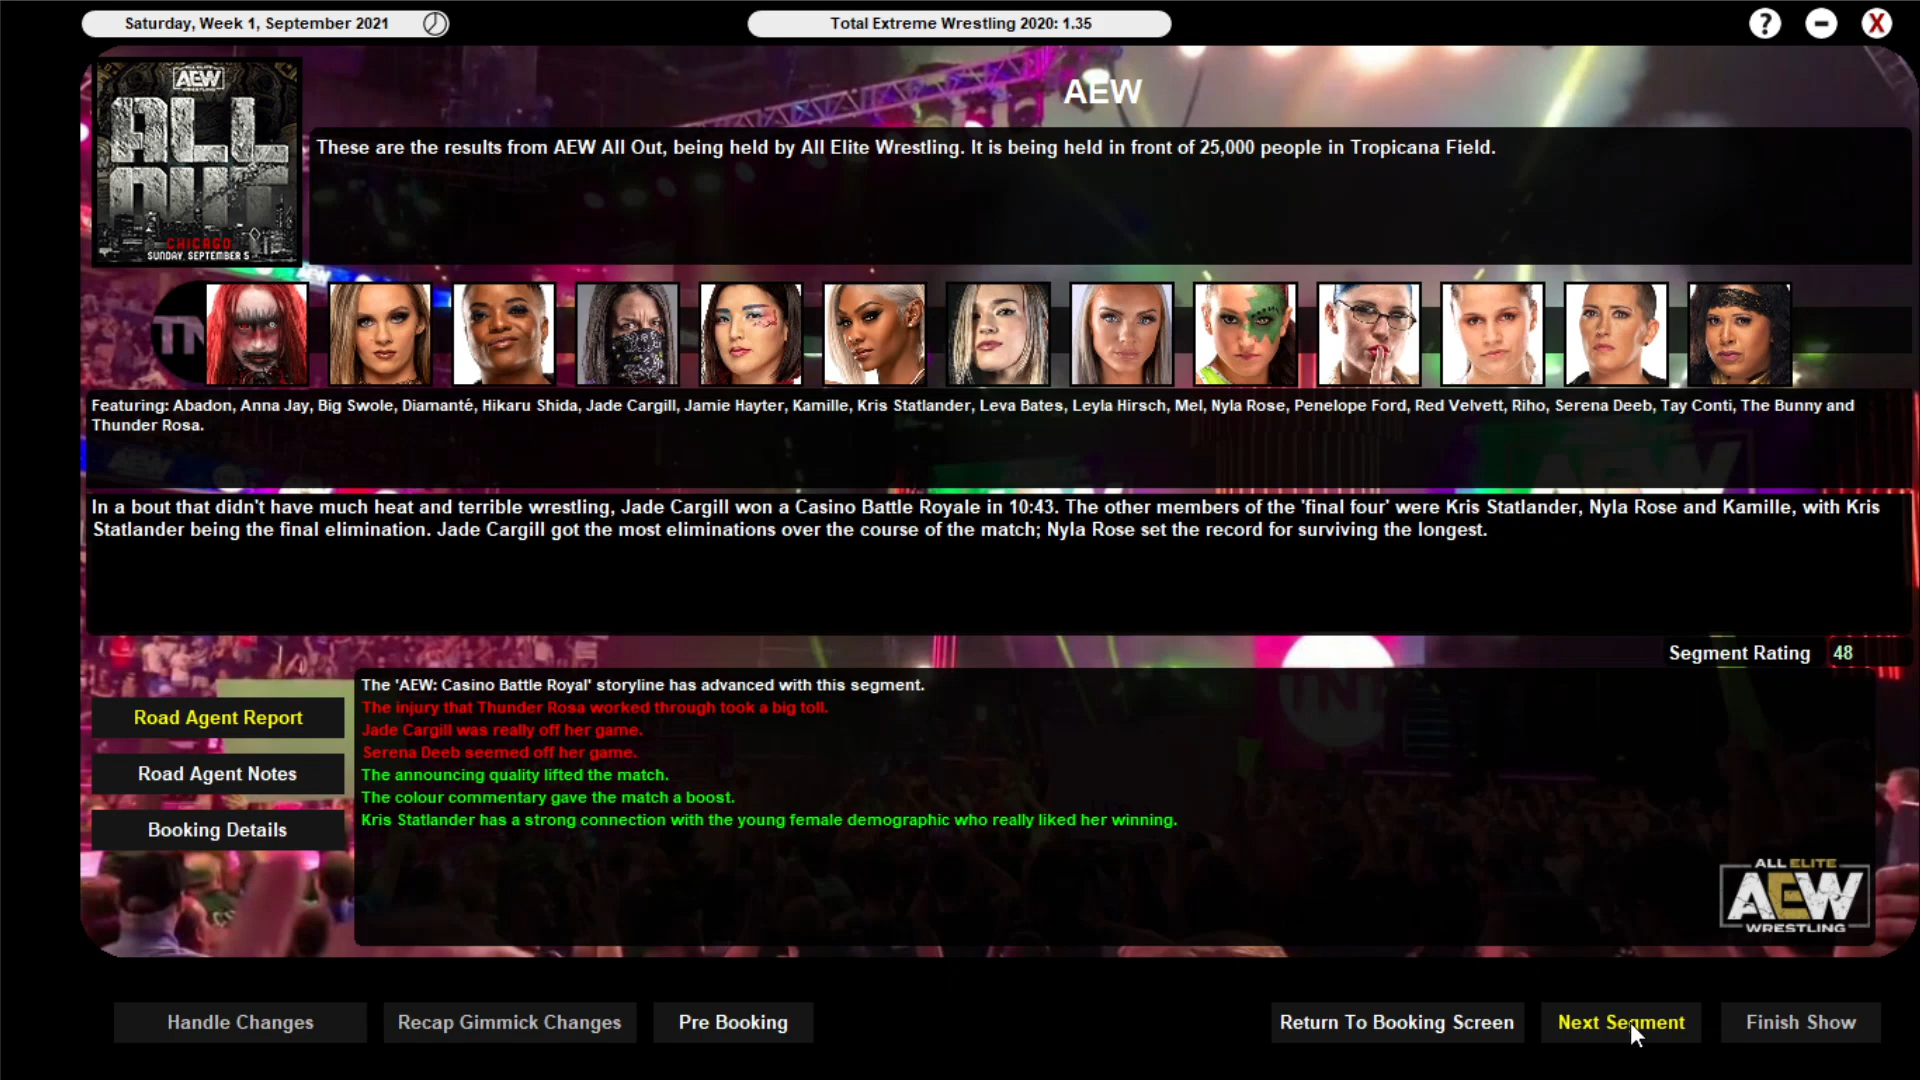 Saturday, Week 1, September 2021
Total Extreme Wrestling 2020: 1.35
?
X
ALL ELITE
AEW
WRESTLING
ALL
OUT
CHICAGO
SUNDAY, SEPTEMBER 5
AEW
These are the results from AEW All Out, being held by All Elite Wrestling. It is being held in front of 25,000 people in Tropicana Field.
TN
Featuring: Abadon, Anna Jay, Big Swole, Diamanté, Hikaru Shida, Jade Cargill, Jamie Hayter, Kamille, Kris Statlander, Leva Bates, Leyla Hirsch, Mel, Nyla Rose, Penelope Ford, Red Velvett, Riho, Serena Deeb, Tay Conti, The Bunny and
Thunder Rosa.
In a bout that didn't have much heat and terrible wrestling, Jade Cargill won a Casino Battle Royale in 10:43. The other members of the 'final four' were Kris Statlander, Nyla Rose and Kamille, with Kris
Statlander being the final elimination. Jade Cargill got the most eliminations over the course of the match; Nyla Rose set the record for surviving the longest.
Segment Rating 48
Road Agent Report
Road Agent Notes
Booking Details
The 'AEW: Casino Battle Royal' storyline has advanced with this segment.
The injury that Thunder Rosa worked through took a big toll.
Jade Cargill was really off her game.
Serena Deeb seemed off her game.
The announcing quality lifted the match.
The colour commentary gave the match a boost.
Kris Statlander has a strong connection with the young female demographic who really liked her winning.
ALL ELITE
AEW
WRESTLING
Handle Changes
Recap Gimmick Changes
Pre Booking
Return To Booking Screen
Next Segment
Finish Show